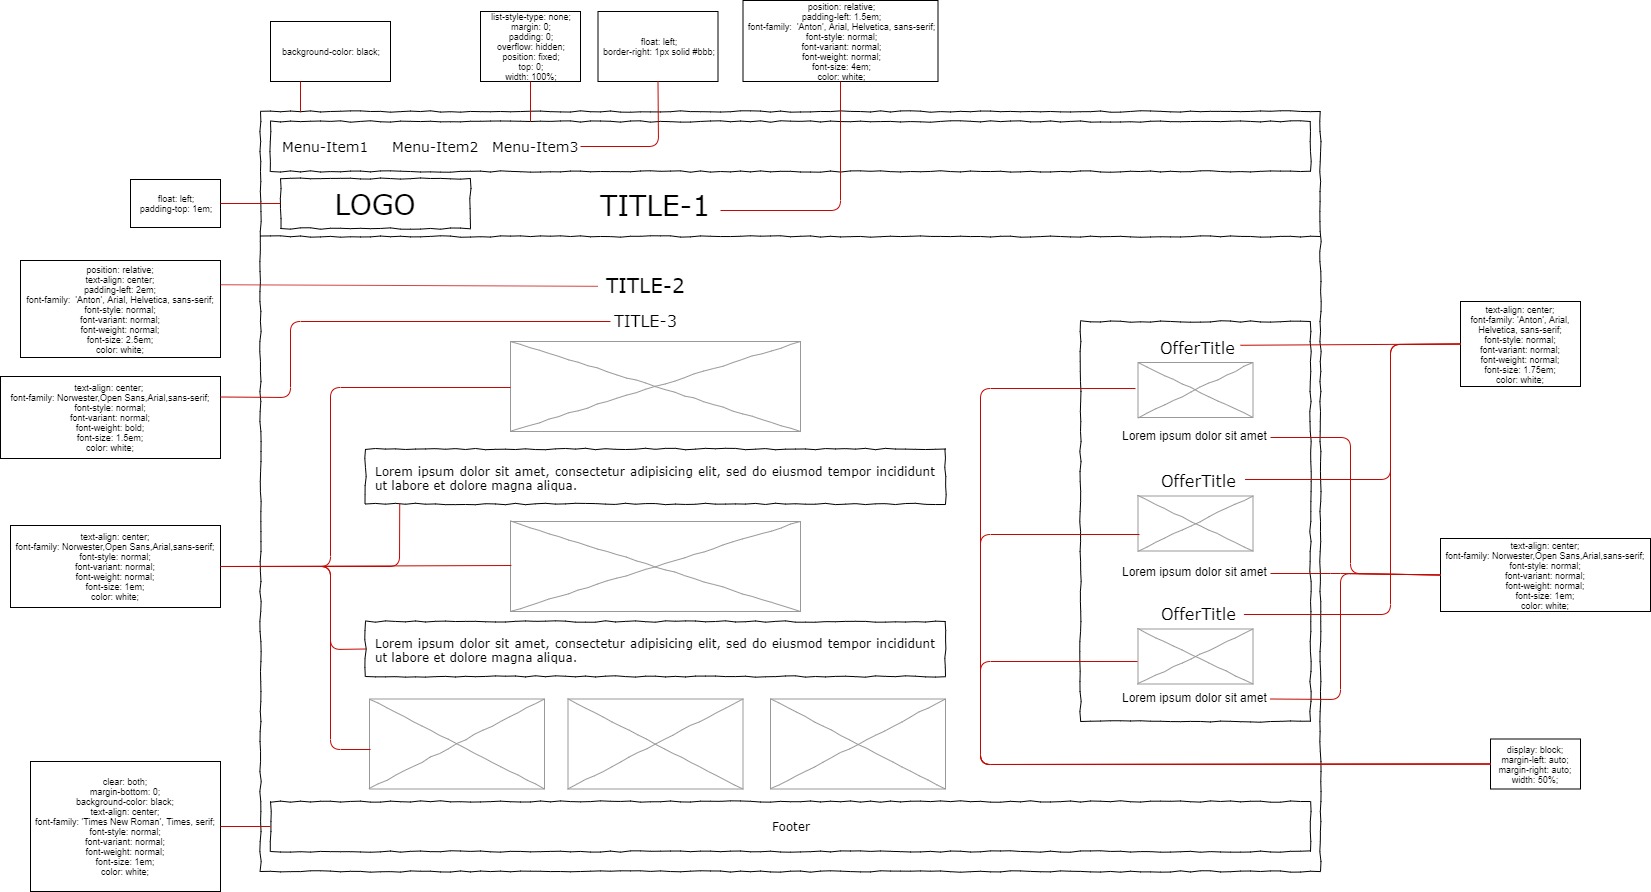 background-color: black;
list-style-type: none;
margin: 0;
padding: 0;
overflow: hidden;
position: fixed;
top: 0;
width: 100%;
float: left;
border-right: 1px solid #bbb;
position: relative;
padding-left: 1.5em;
font-family:  'Anton', Arial, Helvetica, sans-serif;
font-style: normal;
font-variant: normal;
font-weight: normal;
font-size: 4em;
color: white;
Menu-Item1
Menu-Item2
Menu-Item3
float: left;
padding-top: 1em;
LOGO
TITLE-1
position: relative;
text-align: center;
padding-left: 2em;
font-family:  'Anton', Arial, Helvetica, sans-serif;
font-style: normal;
font-variant: normal;
font-weight: normal;
font-size: 2.5em;
color: white;
TITLE-2
TITLE-3
text-align: center;
font-family: Norwester,Open Sans,Arial,sans-serif;
font-style: normal;
font-variant: normal;
font-weight: bold;
font-size: 1.5em;
color: white;
OfferTitle
text-align: center;
font-family: 'Anton', Arial,
Helvetica, sans-serif;
font-style: normal;
font-variant: normal;
font-weight: normal;
font-size: 1.75em;
color: white;
Lorem ipsum dolor sit amet
Lorem ipsum dolor sit amet, consectetur adipisicing elit, sed do eiusmod tempor incididunt
ut labore et dolore magna aliqua.
OfferTitle
text-align: center;
font-family: Norwester,Open Sans,Arial,sans-serif;
font-style: normal;
font-variant: normal;
font-weight: normal;
font-size: 1em;
color: white;
Lorem ipsum dolor sit amet
text-align: center;
font-family: Norwester,Open Sans,Arial,sans-serif;
font-style: normal;
font-variant: normal;
font-weight: normal;
font-size: 1em;
color: white;
OfferTitle
Lorem ipsum dolor sit amet, consectetur adipisicing elit, sed do eiusmod tempor incididunt
ut labore et dolore magna aliqua.
Lorem ipsum dolor sit amet
display: block;
margin-left: auto;
margin-right: auto;
width: 50%;
clear: both;
margin-bottom: 0;
background-color: black;
text-align: center;
font-family: 'Times New Roman', Times, serif;
font-style: normal;
font-variant: normal;
font-weight: normal;
font-size: 1em;
color: white;
Footer